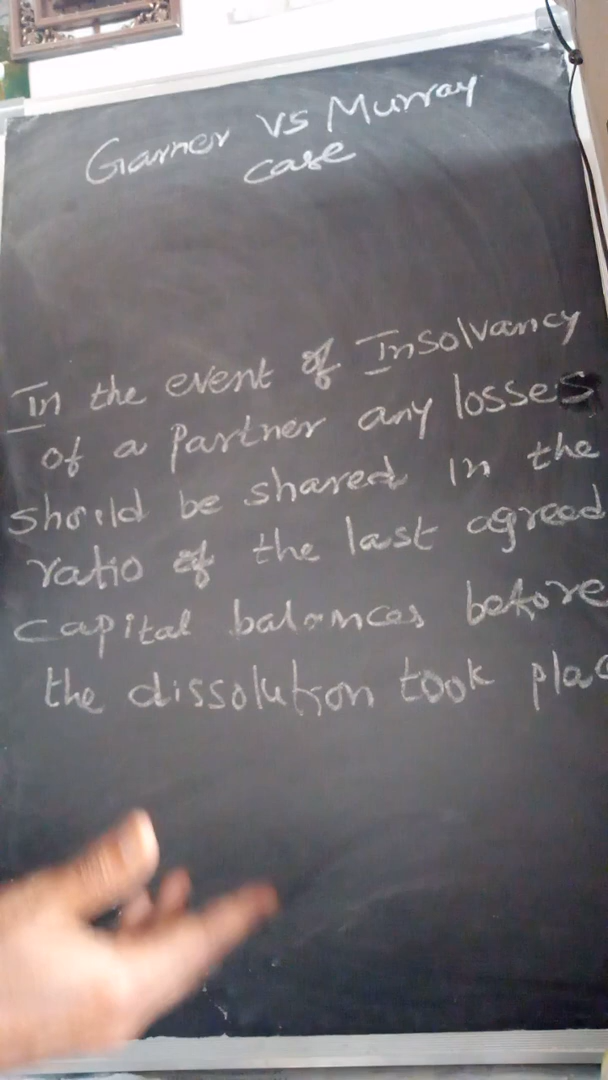 Garner vs Murray
case
In the event of Insolvancy
of a partner any losses
should be shared in the
ratio of the last agreed
capital balances before
the dissolution took plac